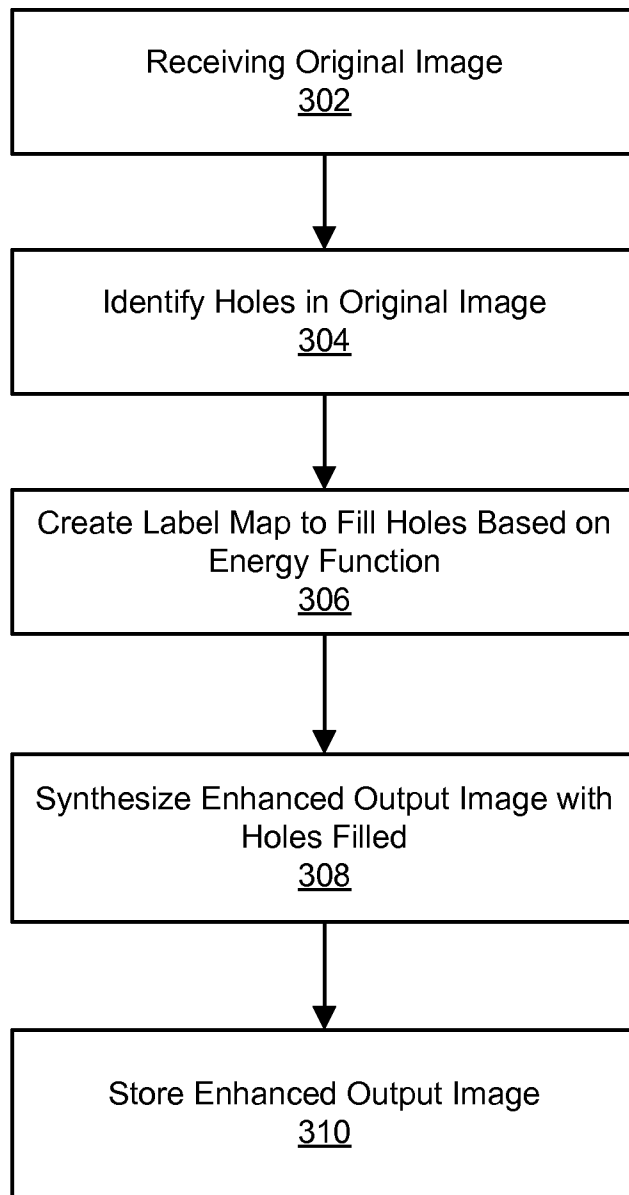 Receiving Original Image
302
Identify Holes in Original Image
304
Create Label Map to Fill Holes Based on
Energy Function
306
Synthesize Enhanced Output Image with
Holes Filled
308
Store Enhanced Output Image
310